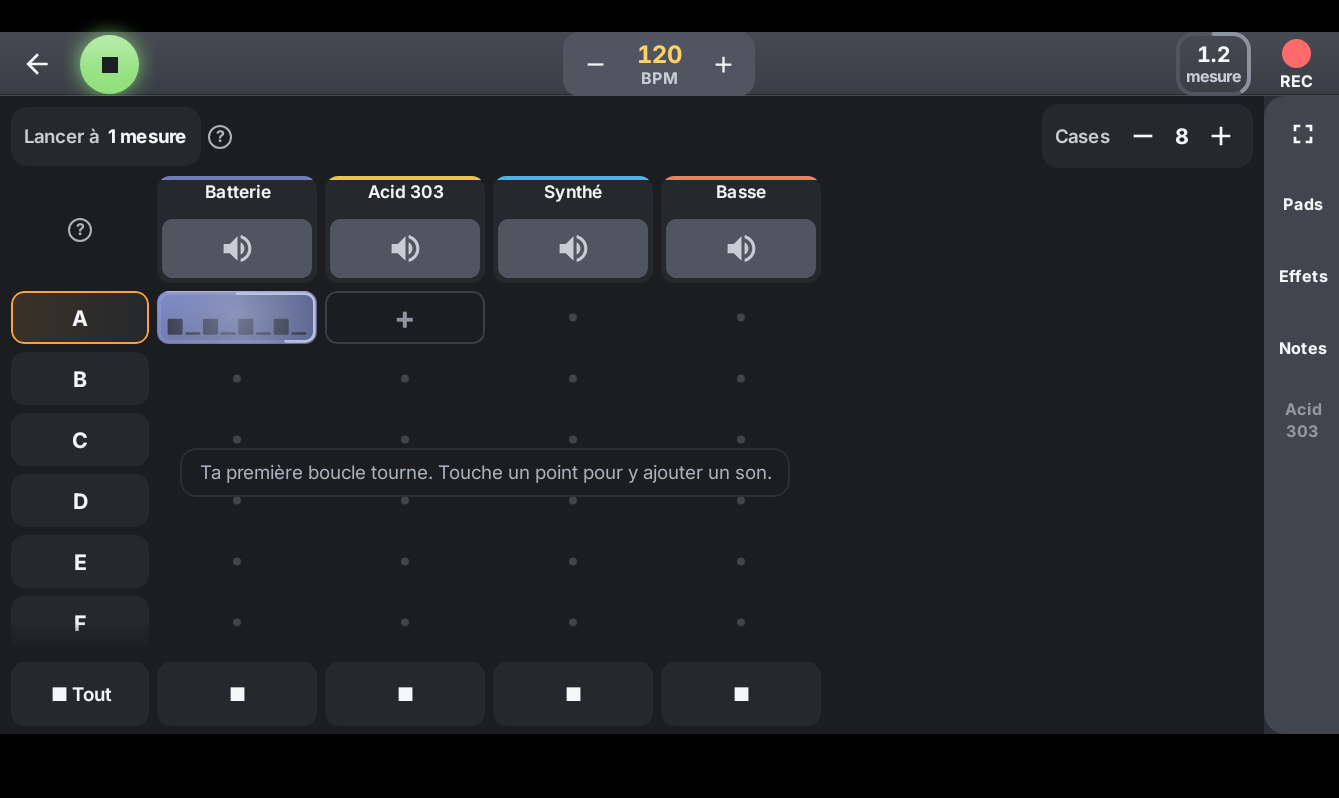 120
BPM
1.2
mesure
REC
Lancer à 1 mesure ?
Cases 8
Batterie Acid 303 Synthé Basse
Pads
?
Effets
A
+
Notes
B
Acid
303
C
Ta première boucle tourne. Touche un point pour y ajouter un son.
D
E
F
Tout